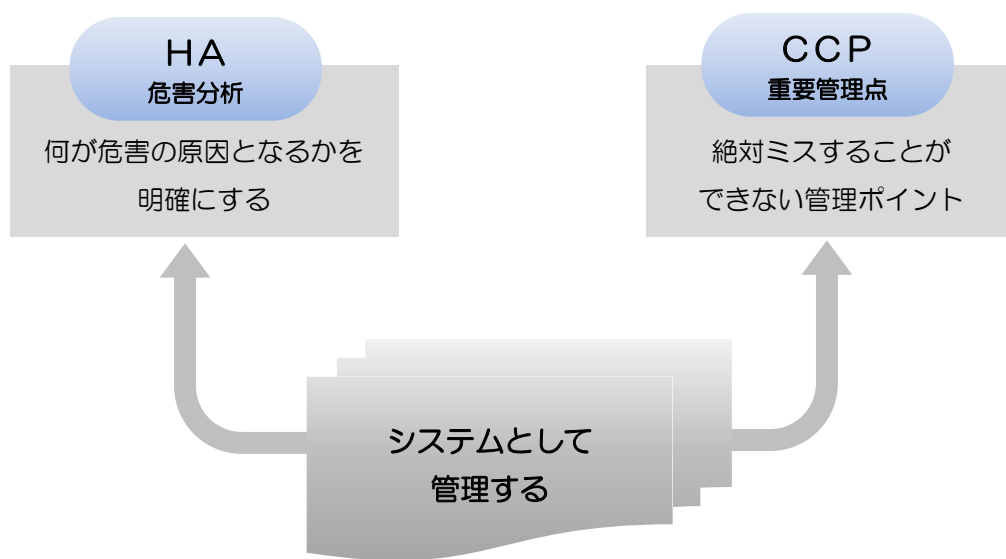 ＨＡ
危害分析
何が危害の原因となるかを
明確にする
ＣＣＰ
重要管理点
絶対ミスすることが
できない管理ポイント
システムとして
管理する